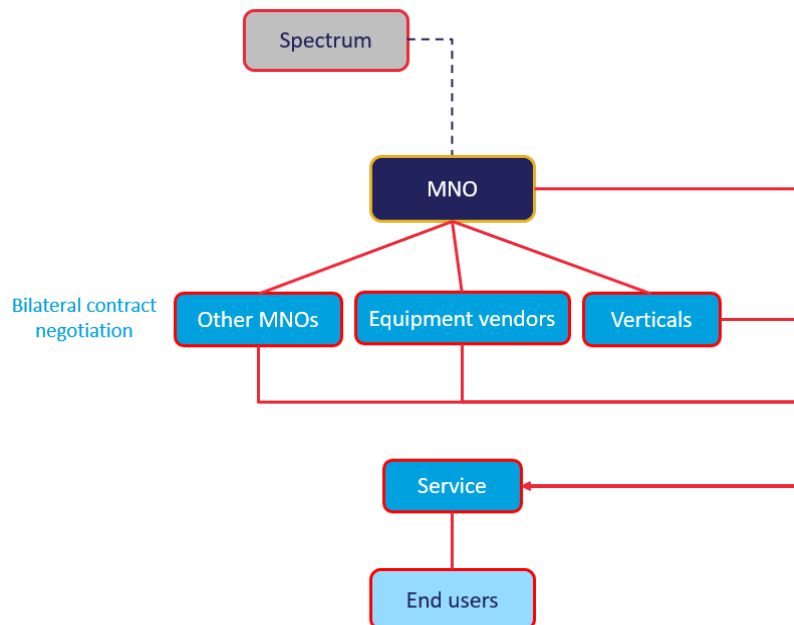 Spectrum
MNO
Bilateral contract
negotiation
Other MNOs
Equipment vendors
Verticals
Service
End users